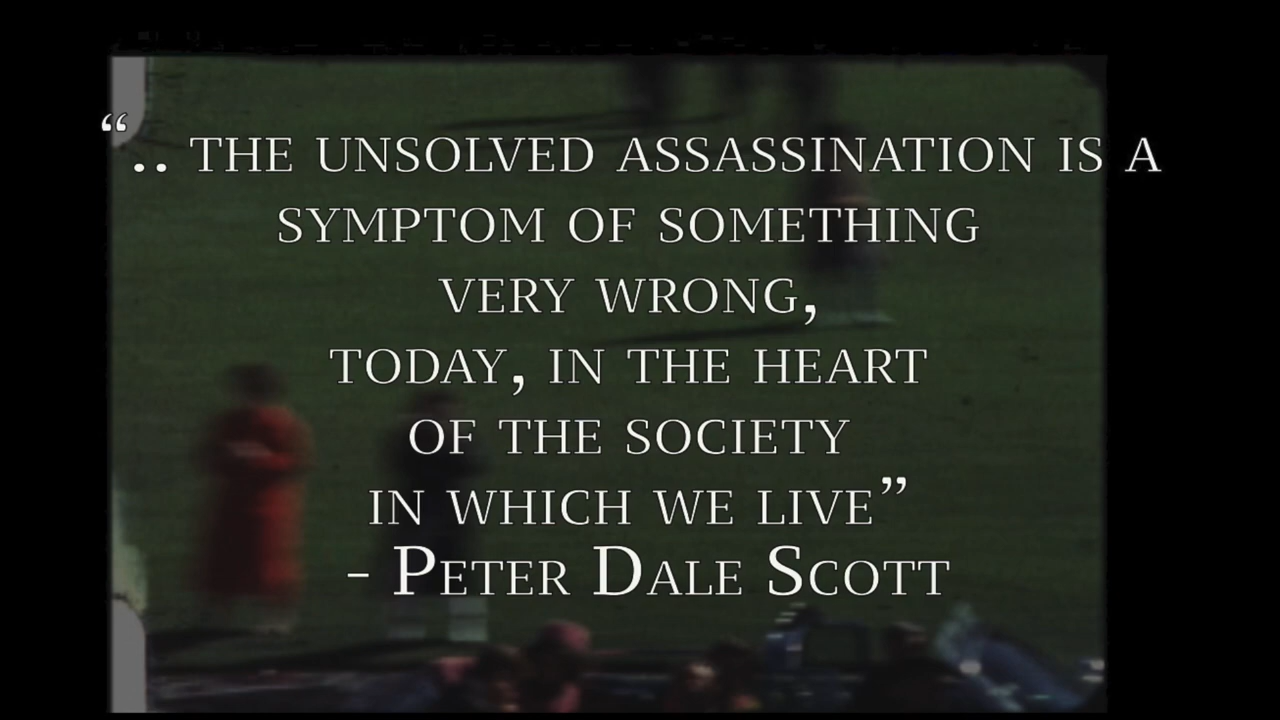 “.. THE UNSOLVED ASSASSINATION IS A
SYMPTOM OF SOMETHING
VERY WRONG,
TODAY, IN THE HEART
OF THE SOCIETY
IN WHICH WE LIVE”
- PETER DALE SCOTT